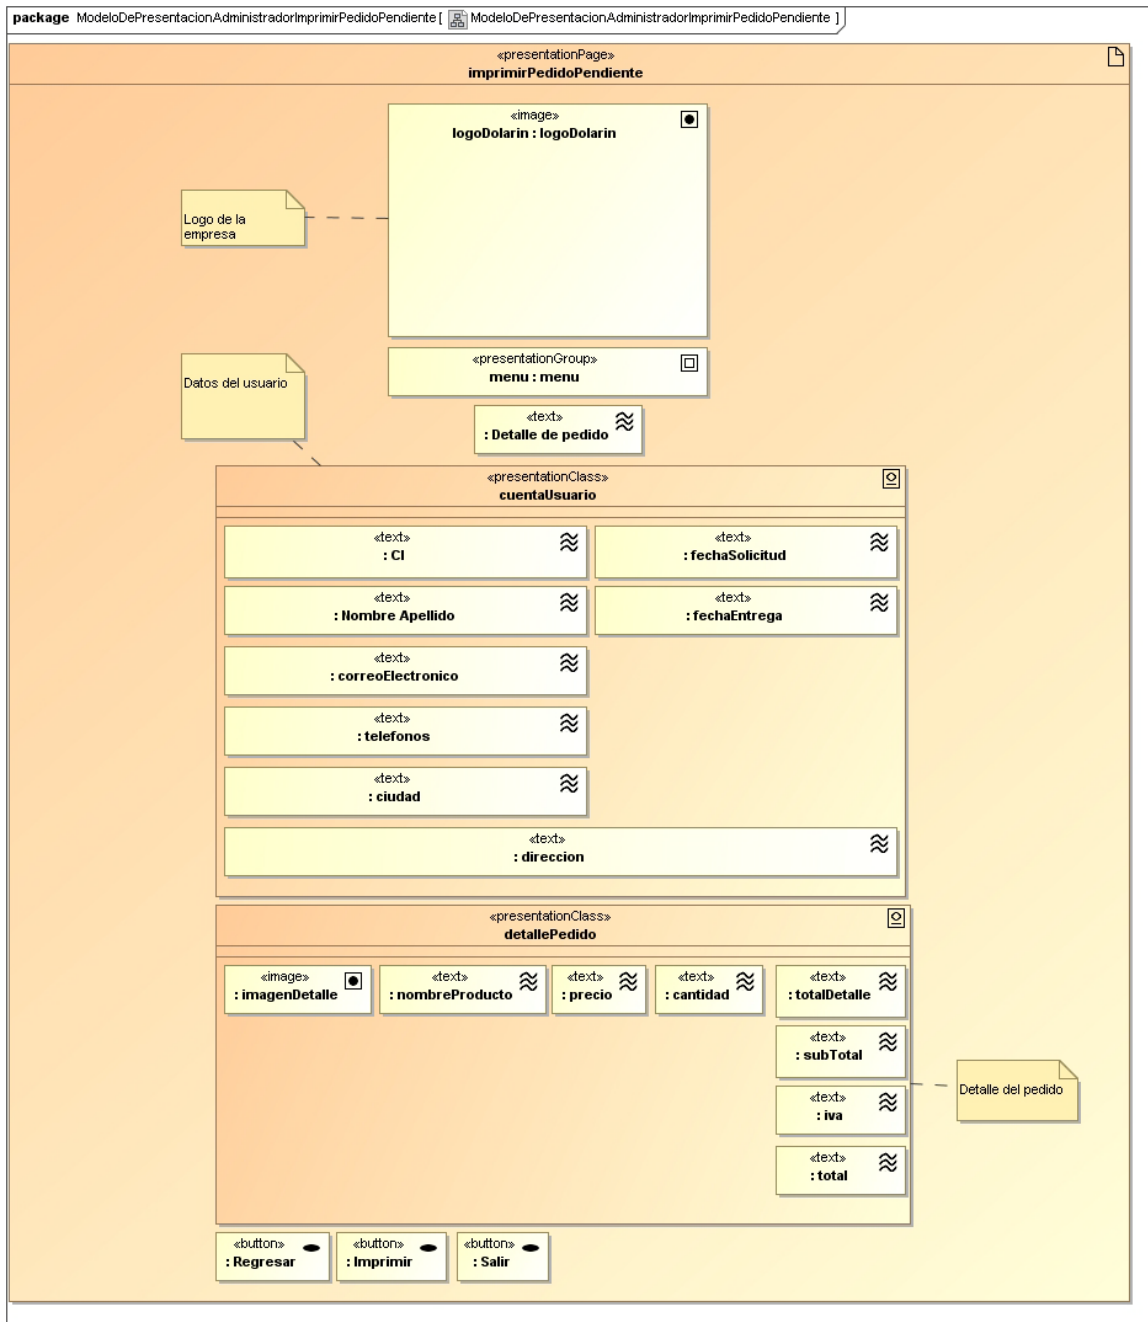 package ModeloDePresentacionAdministradorImprimirPedidoPendiente [ ModeloDePresentacionAdministradorImprimirPedidoPendiente ]
«presentationPage»
imprimirPedidoPendiente
«image»
logoDolarin : logoDolarin
Logo de la
empresa
«presentationGroup»
menu : menu
Datos del usuario
«text»
: Detalle de pedido
«presentationClass»
cuentaUsuario
«text»
: CI
«text»
: fechaSolicitud
«text»
: Nombre Apellido
«text»
: fechaEntrega
«text»
: correoElectronico
«text»
: telefonos
«text»
: ciudad
«text»
: direccion
«presentationClass»
detallePedido
«image»
: imagenDetalle
«text»
: nombreProducto
«text»
: precio
«text»
: cantidad
«text»
: totalDetalle
«text»
: subTotal
Detalle del pedido
«text»
: iva
«text»
: total
«button»
: Regresar
«button»
: Imprimir
«button»
: Salir